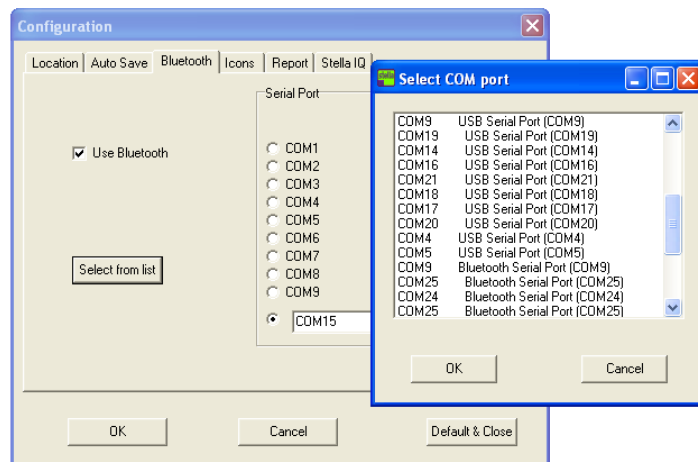 Configuration
Location
Auto Save
Bluetooth
Icons
Report
Stella IQ
Use Bluetooth
Select from list
Serial Port
COM1
COM2
COM3
COM4
COM5
COM6
COM7
COM8
COM9
COM15
OK
Cancel
Default & Close
stella
Select COM port
COM9 USB Serial Port (COM9)
COM19 USB Serial Port (COM19)
COM14 USB Serial Port (COM14)
COM16 USB Serial Port (COM16)
COM21 USB Serial Port (COM21)
COM18 USB Serial Port (COM18)
COM17 USB Serial Port (COM17)
COM20 USB Serial Port (COM20)
COM4 USB Serial Port (COM4)
COM5 USB Serial Port (COM5)
COM9 Bluetooth Serial Port (COM9)
COM25 Bluetooth Serial Port (COM25)
COM24 Bluetooth Serial Port (COM24)
COM25 Bluetooth Serial Port (COM25)
OK
Cancel